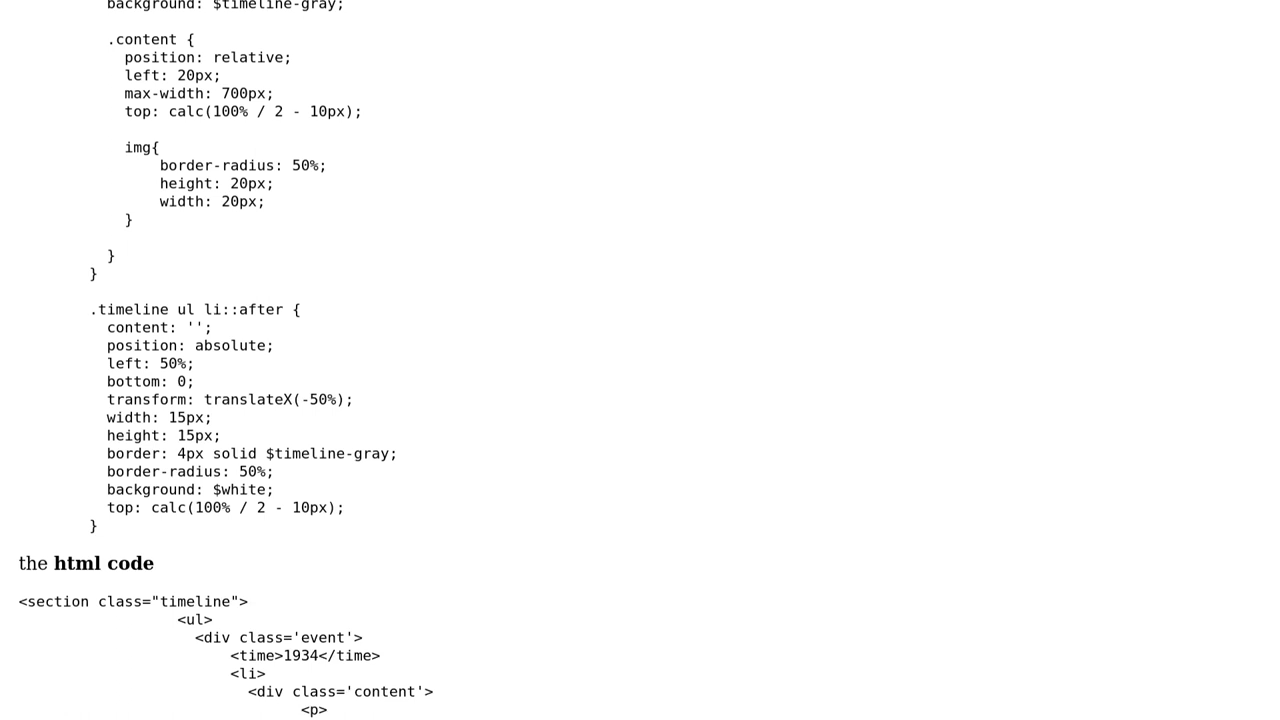 background: $timeline-gray;
.content {
position: relative;
left: 20px;
max-width: 700px;
top: calc(100% / 2 - 10px);
img{
border-radius: 50%;
height: 20px;
width: 20px;
}
}
}
.timeline ul li::after {
content: '';
position: absolute;
left: 50%;
bottom: 0;
transform: translateX(-50%);
width: 15px;
height: 15px;
border: 4px solid $timeline-gray;
border-radius: 50%;
background: $white;
top: calc(100% / 2 - 10px);
}
the html code
<section class="timeline">
<ul>
<div class='event'>
<time>1934</time>
<li>
<div class='content'>
<p>